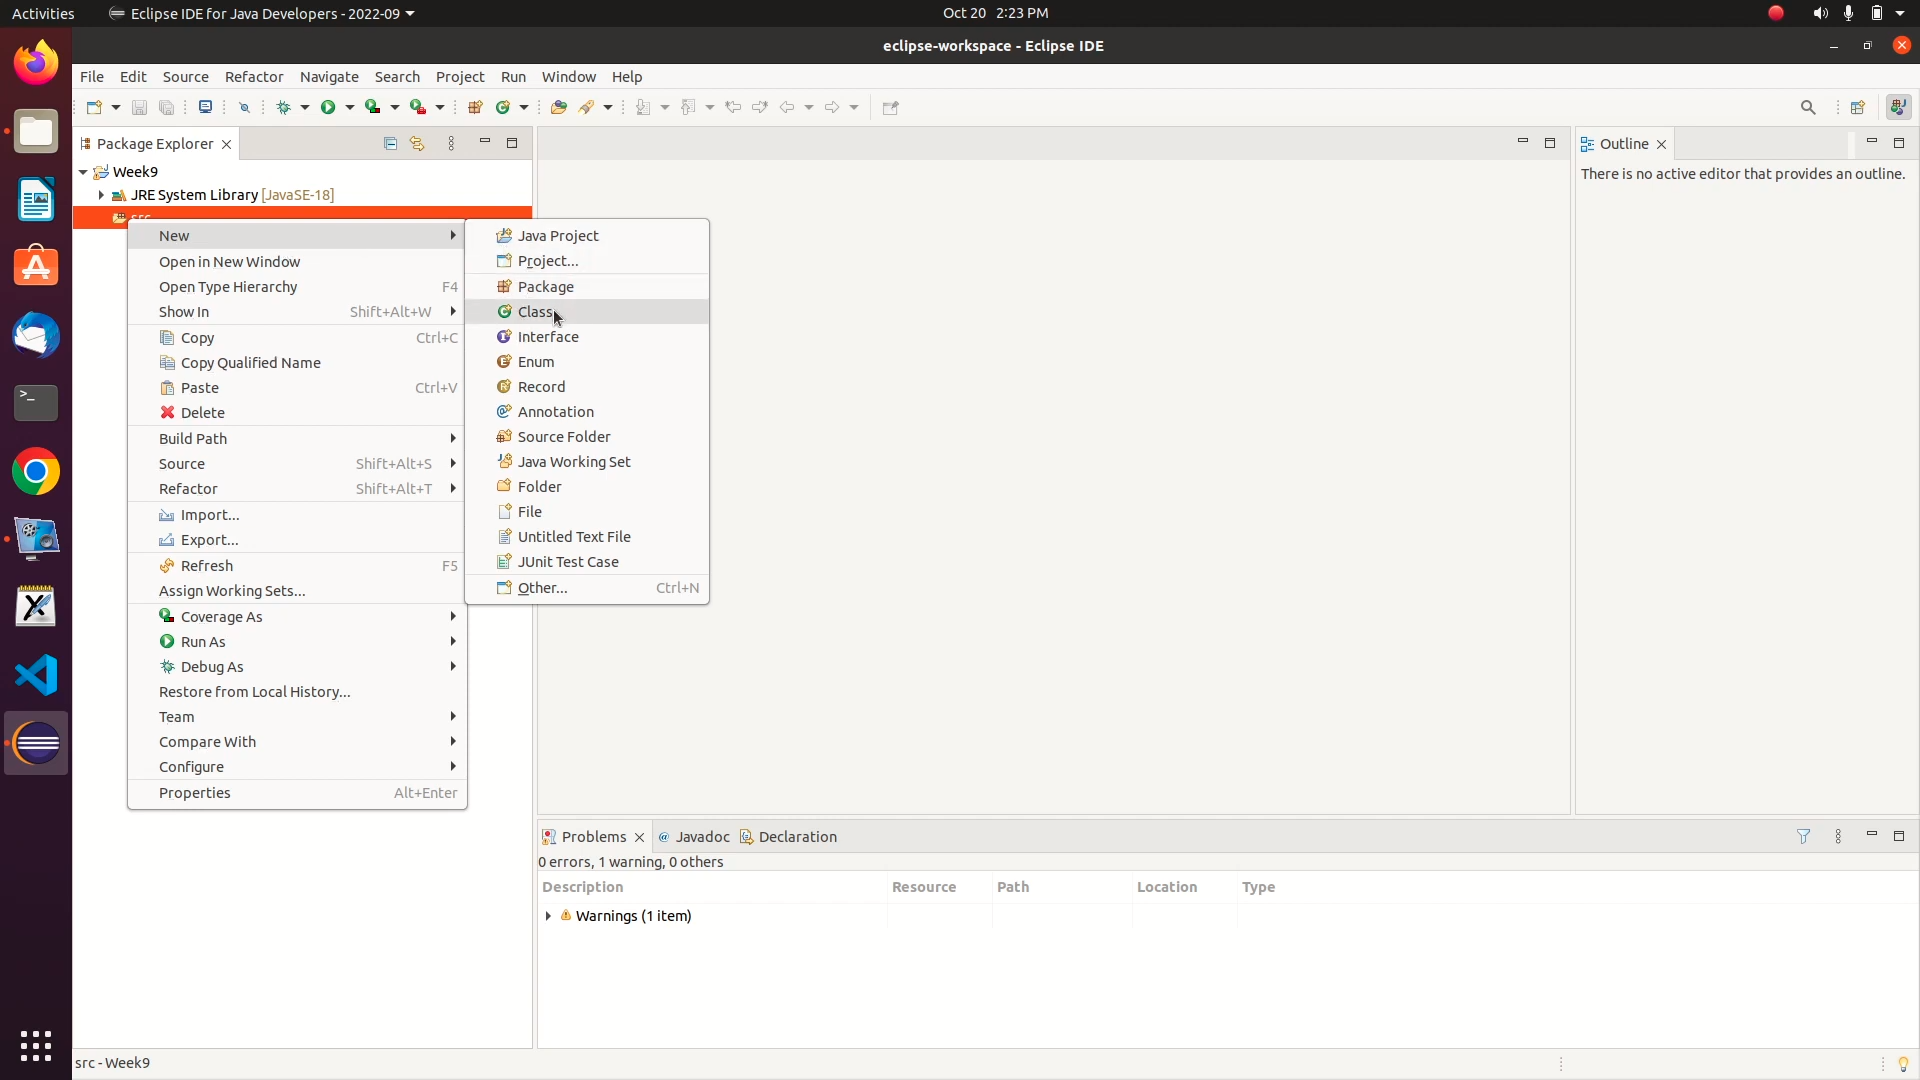 Activities
Eclipse IDE for Java Developers - 2022-09
Oct 20 2:23 PM
eclipse-workspace - Eclipse IDE
File Edit Source Refactor Navigate Search Project Run Window Help
Package Explorer
Outline
Week9
There is no active editor that provides an outline.
JRE System Library [JavaSE-18]
src
New
Open in New Window
Open Type Hierarchy F4
Show In Shift+Alt+W
Copy Ctrl+C
Copy Qualified Name
Paste Ctrl+V
Delete
Build Path
Source Shift+Alt+S
Refactor Shift+Alt+T
Import...
Export...
Refresh F5
Assign Working Sets...
Coverage As
Run As
Debug As
Restore from Local History...
Team
Compare With
Configure
Properties Alt+Enter
Java Project
Project...
Package
Class
Interface
Enum
Record
Annotation
Source Folder
Java Working Set
Folder
File
Untitled Text File
JUnit Test Case
Other... Ctrl+N
Problems Javadoc Declaration
0 errors, 1 warning, 0 others
Description Resource Path Location Type
Warnings (1 item)
src - Week9